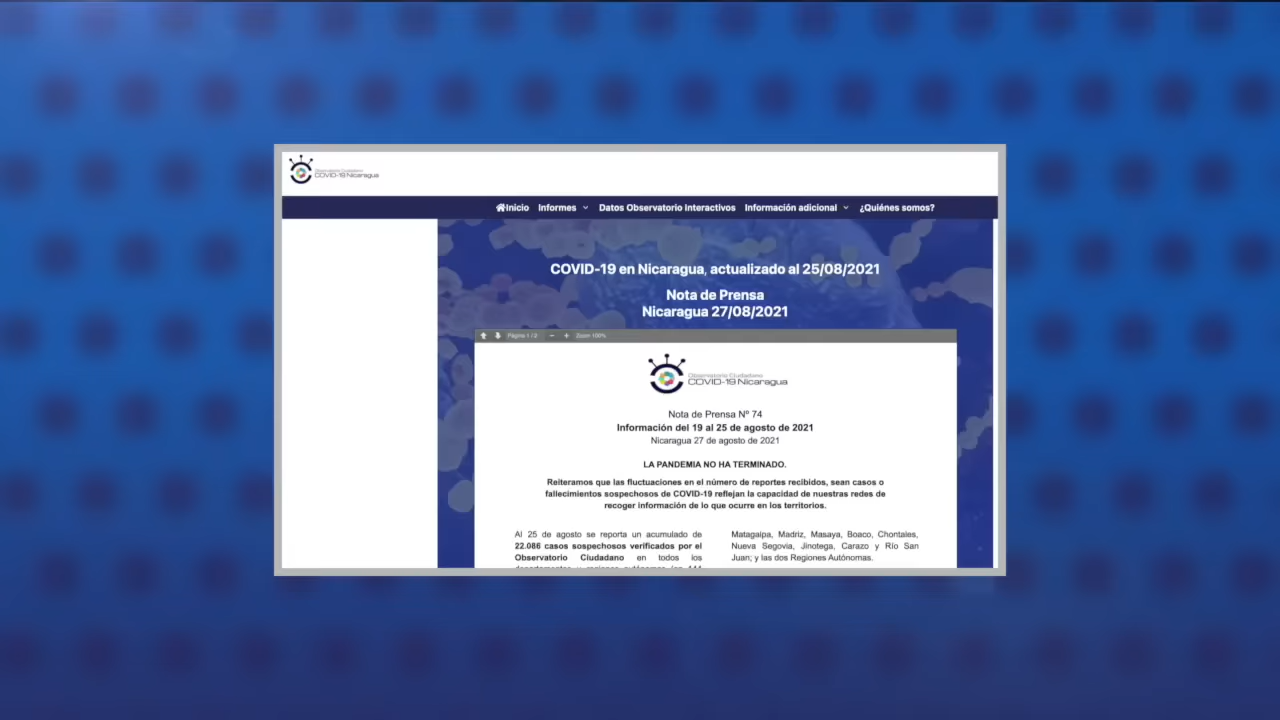 Observatorio Ciudadano
COVID-19 Nicaragua
Inicio Informes Datos Observatorio Interactivos Información adicional ¿Quiénes somos?
COVID-19 en Nicaragua, actualizado al 25/08/2021
Nota de Prensa
Nicaragua 27/08/2021
Página 1 / 2 − + Zoom 100%
Observatorio Ciudadano
COVID-19 Nicaragua
Nota de Prensa Nº 74
Información del 19 al 25 de agosto de 2021
Nicaragua 27 de agosto de 2021
LA PANDEMIA NO HA TERMINADO.
Reiteramos que las fluctuaciones en el número de reportes recibidos, sean casos o
fallecimientos sospechosos de COVID-19 reflejan la capacidad de nuestras redes de
recoger información de lo que ocurre en los territorios.
Al 25 de agosto se reporta un acumulado de
22.086 casos sospechosos verificados por el
Observatorio Ciudadano en todos los
Matagalpa, Madriz, Masaya, Boaco, Chontales,
Nueva Segovia, Jinotega, Carazo y Río San
Juan; y las dos Regiones Autónomas.